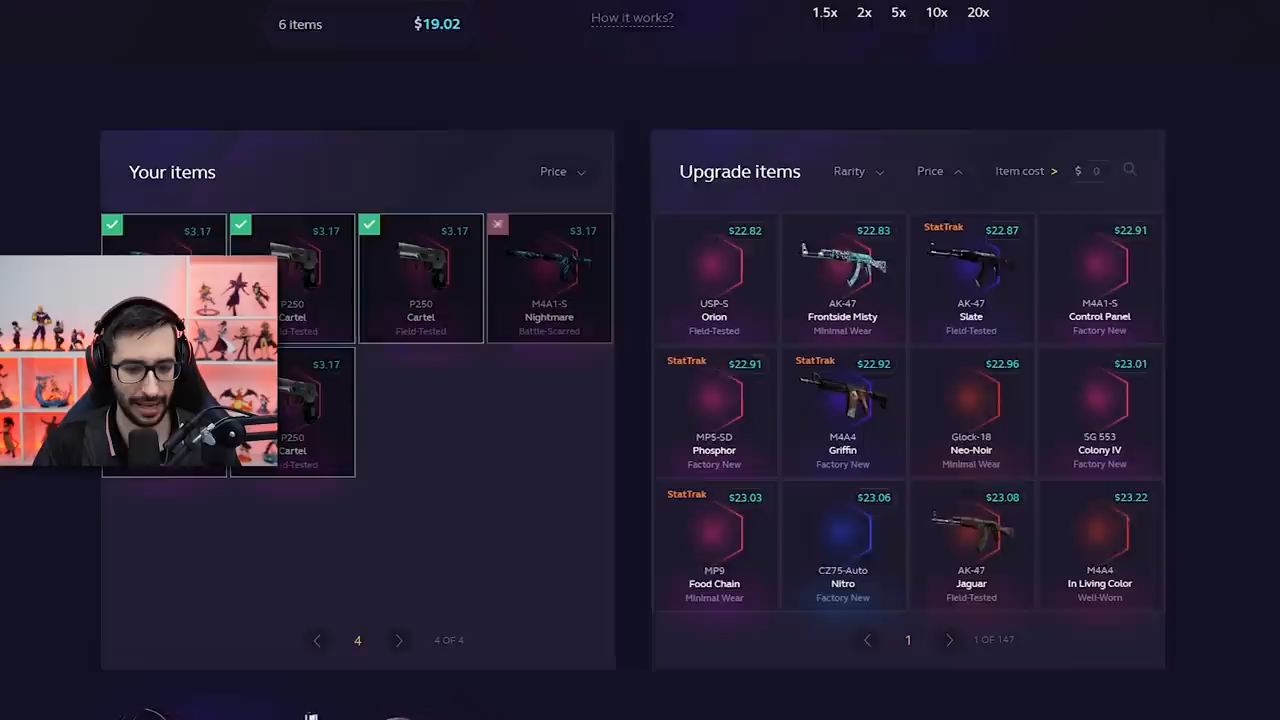 6 items
$19.02
How it works?
1.5x 2x 5x 10x 20x
Your items
Price
$3.17
$3.17
P250
Cartel
$3.17
P250
Cartel
Field-Tested
$3.17
M4A1-S
Nightmare
Battle-Scarred
$3.17
P250
Cartel
4
4 OF 4
Upgrade items
Rarity
Price
Item cost > $ 0
$22.82
USP-S
Orion
Field-Tested
$22.83
AK-47
Frontside Misty
Minimal Wear
StatTrak $22.87
AK-47
Slate
Field-Tested
$22.91
M4A1-S
Control Panel
Factory New
StatTrak $22.91
MP5-SD
Phosphor
Factory New
StatTrak $22.92
M4A4
Griffin
Factory New
$22.96
Glock-18
Neo-Noir
Minimal Wear
$23.01
SG 553
Colony IV
Factory New
StatTrak $23.03
MP9
Food Chain
Minimal Wear
$23.06
CZ75-Auto
Nitro
Factory New
$23.08
AK-47
Jaguar
Field-Tested
$23.22
M4A4
In Living Color
Well-Worn
1
1 OF 147